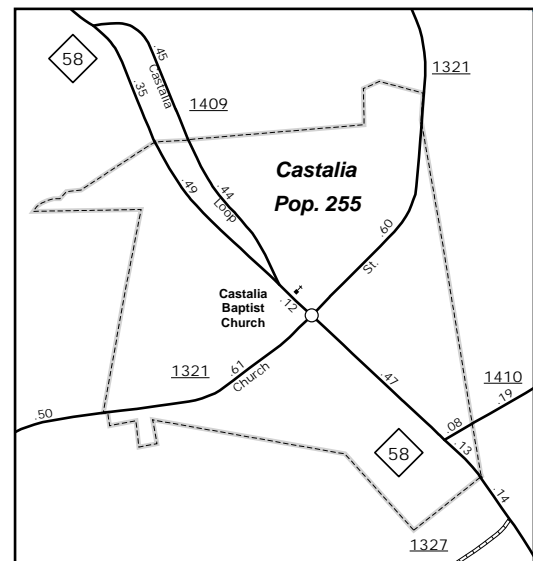 58
.45
Castalia
1409
.35
1321
Castalia
Pop. 255
.49
.44
Loop
.60
St.
Castalia
Baptist
Church
.12
1321
.61
Church
.47
1410
.19
.08
.50
.13
58
.14
1327